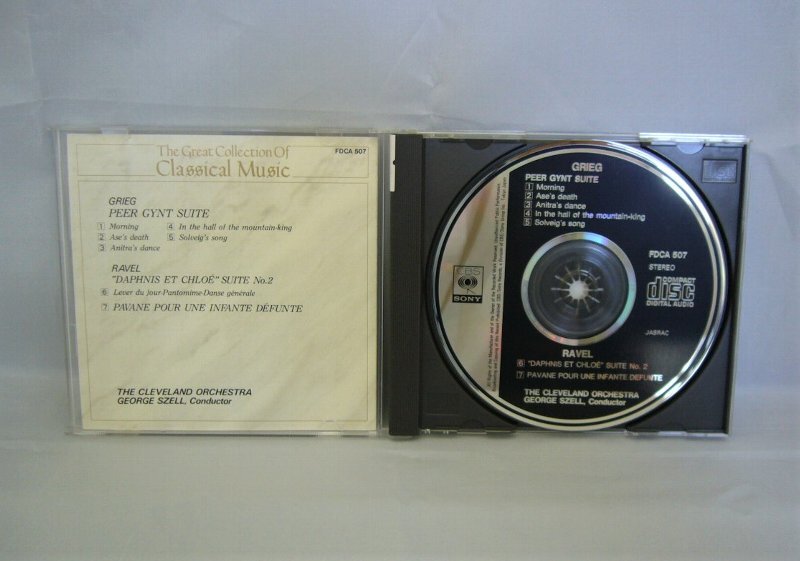 The Great Collection Of
Classical Music
FDCA 507
GRIEG
PEER GYNT SUITE
1 Morning
2 Ase's death
3 Anitra's dance
4 In the hall of the mountain-king
5 Solveig's song
RAVEL
"DAPHNIS ET CHLOÉ" SUITE No.2
6 Lever du jour-Pantomime-Danse générale
7 PAVANE POUR UNE INFANTE DÉFUNTE
THE CLEVELAND ORCHESTRA
GEORGE SZELL, Conductor
GRIEG
PEER GYNT SUITE
1 Morning
2 Ase's death
3 Anitra's dance
4 In the hall of the mountain-king
5 Solveig's song
FDCA 507
STEREO
COMPACT
disc
DIGITAL AUDIO
JASRAC
CBS
SONY
RAVEL
6 "DAPHNIS ET CHLOÉ" SUITE No. 2
7 PAVANE POUR UNE INFANTE DÉFUNTE
THE CLEVELAND ORCHESTRA
GEORGE SZELL, Conductor